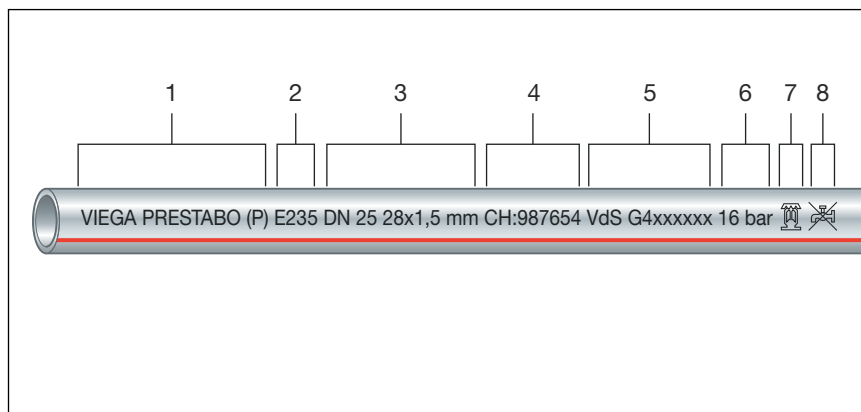 1 2 3 4 5 6 7 8
VIEGA PRESTABO (P) E235 DN 25 28x1,5 mm CH:987654 VdS G4xxxxxx 16 bar